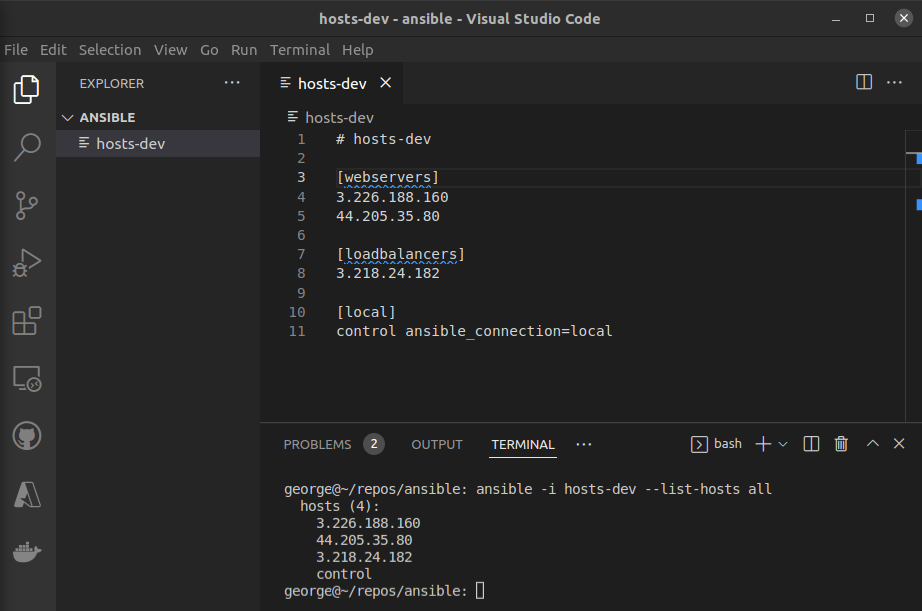 hosts-dev - ansible - Visual Studio Code
File Edit Selection View Go Run Terminal Help
EXPLORER
ANSIBLE
hosts-dev
hosts-dev
hosts-dev
1 # hosts-dev
2
3 [webservers]
4 3.226.188.160
5 44.205.35.80
6
7 [loadbalancers]
8 3.218.24.182
9
10 [local]
11 control ansible_connection=local
PROBLEMS 2 OUTPUT TERMINAL ··· bash
george@~/repos/ansible: ansible -i hosts-dev --list-hosts all
hosts (4):
3.226.188.160
44.205.35.80
3.218.24.182
control
george@~/repos/ansible: